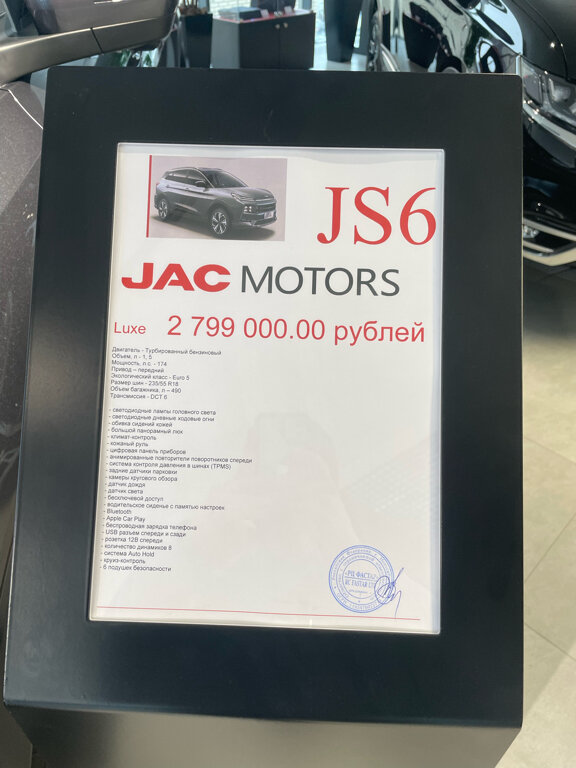 JS6
JAC MOTORS
Luxe 2 799 000.00 рублей
Двигатель - Турбированный бензиновый
Объем, л - 1, 5
Мощность, л.с. - 174
Привод – передний
Экологический класс - Euro 5
Размер шин - 235/55 R18
Объем багажника, л – 490
Трансмиссия - DCT 6
- светодиодные лампы головного света
- светодиодные дневные ходовые огни
- обивка сидений кожей
- большой панорамный люк
- климат-контроль
- кожаный руль
- цифровая панель приборов
- анимированные повторители поворотников спереди
- система контроля давления в шинах (TPMS)
- задние датчики парковки
- камеры кругового обзора
- датчик дождя
- датчик света
- бесключевой доступ
- водительское сиденье с памятью настроек
- Bluetooth
- Apple Car Play
- беспроводная зарядка телефона
- USB разъем спереди и сзади
- розетка 12В спереди
- количество динамиков 8
- система Auto Hold
- круиз-контроль
- 6 подушек безопасности